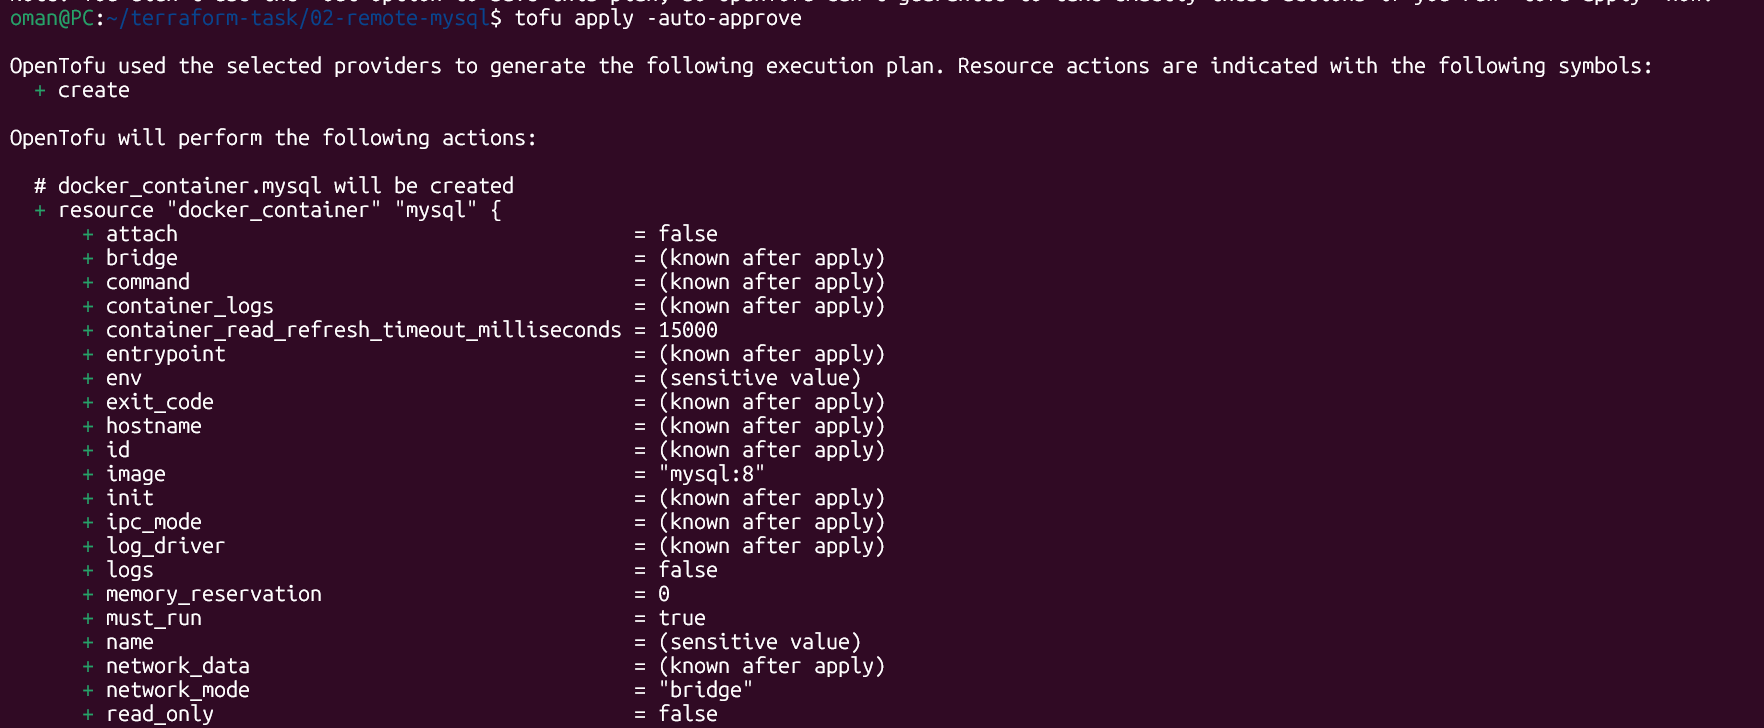 oman@PC:~/terraform-task/02-remote-mysql$ tofu apply -auto-approve
OpenTofu used the selected providers to generate the following execution plan. Resource actions are indicated with the following symbols:
+ create
OpenTofu will perform the following actions:
# docker_container.mysql will be created
+ resource "docker_container" "mysql" {
+ attach = false
+ bridge = (known after apply)
+ command = (known after apply)
+ container_logs = (known after apply)
+ container_read_refresh_timeout_milliseconds = 15000
+ entrypoint = (known after apply)
+ env = (sensitive value)
+ exit_code = (known after apply)
+ hostname = (known after apply)
+ id = (known after apply)
+ image = "mysql:8"
+ init = (known after apply)
+ ipc_mode = (known after apply)
+ log_driver = (known after apply)
+ logs = false
+ memory_reservation = 0
+ must_run = true
+ name = (sensitive value)
+ network_data = (known after apply)
+ network_mode = "bridge"
+ read_only = false